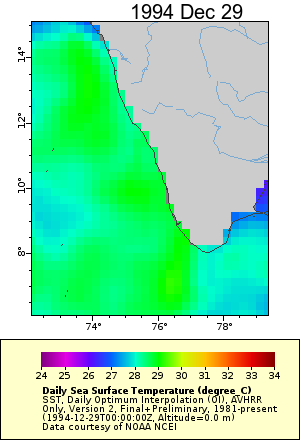 1994 Dec 29
14°
12°
10°
8°
74° 76° 78°
24 25 26 27 28 29 30 31 32 33 34
Daily Sea Surface Temperature (degree_C)
SST, Daily Optimum Interpolation (OI), AVHRR
Only, Version 2, Final+Preliminary, 1981-present
(1994-12-29T00:00:00Z, Altitude=0.0 m)
Data courtesy of NOAA NCEI